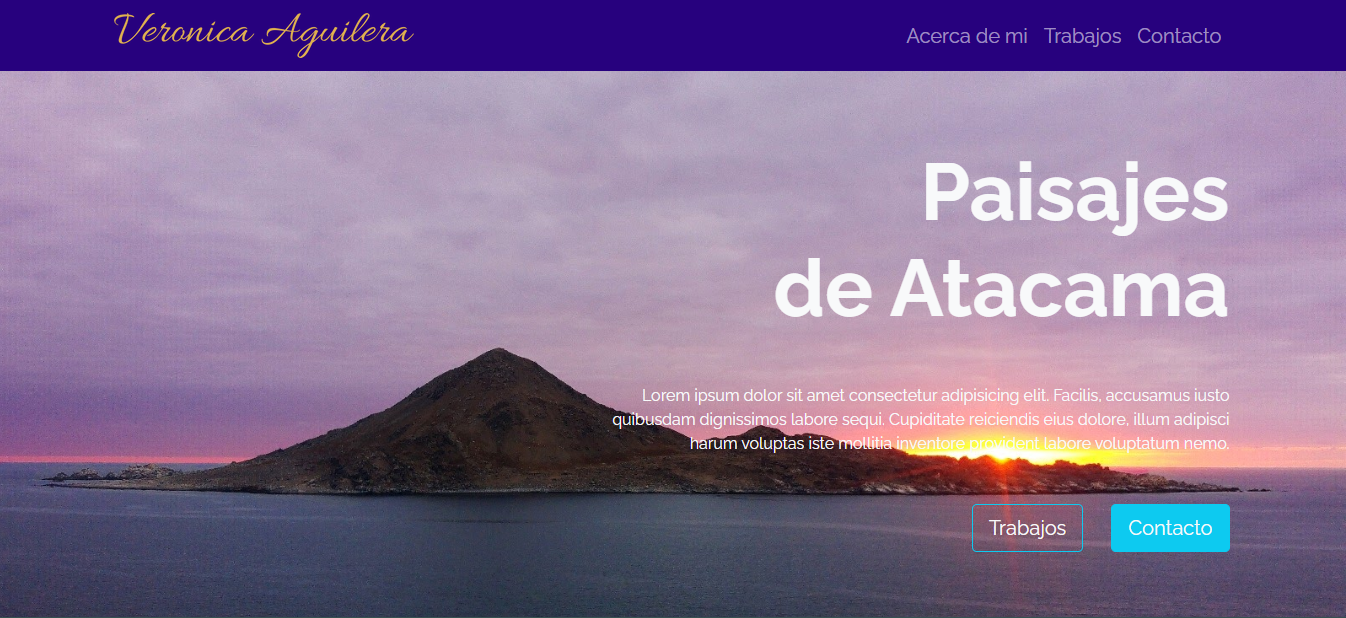 Veronica Aguilera
Acerca de mi Trabajos Contacto
Paisajes
de Atacama
Lorem ipsum dolor sit amet consectetur adipisicing elit. Facilis, accusamus iusto
quibusdam dignissimos labore sequi. Cupiditate reiciendis eius dolore, illum adipisci
harum voluptas iste mollitia inventore provident labore voluptatum nemo.
Trabajos Contacto